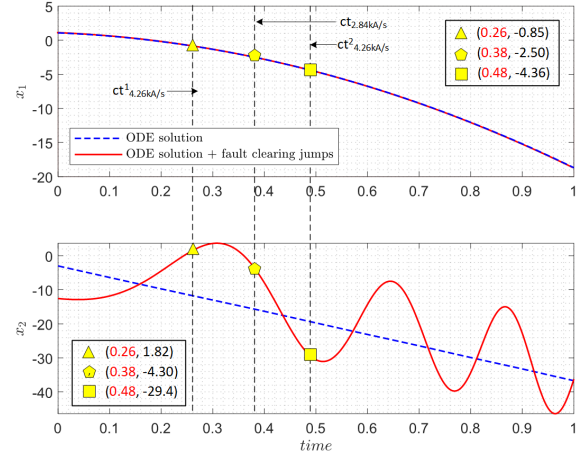 5
0
-5
-10
-15
-20
x₁
ct¹4.26kA/s
ct2.84kA/s
ct²4.26kA/s
(0.26, -0.85)
(0.38, -2.50)
(0.48, -4.36)
ODE solution
ODE solution + fault clearing jumps
0 0.1 0.2 0.3 0.4 0.5 0.6 0.7 0.8 0.9 1
0
-10
-20
-30
-40
x₂
(0.26, 1.82)
(0.38, -4.30)
(0.48, -29.4)
0 0.1 0.2 0.3 0.4 0.5 0.6 0.7 0.8 0.9 1
time